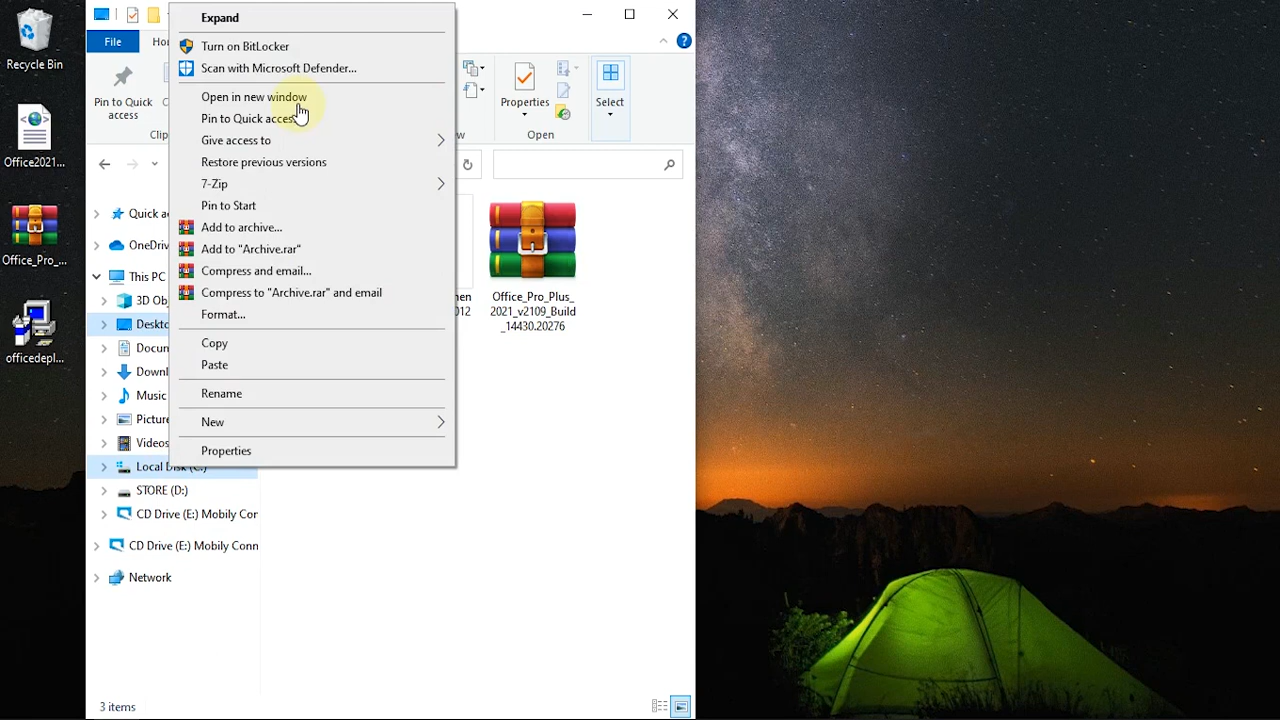 Recycle Bin
Office2021...
Office_Pro_...
officedepl...
File
Ho
Pin to Quick
access
Clip
Properties
Open
Select
Expand
Turn on BitLocker
Scan with Microsoft Defender...
Open in new window
Pin to Quick access
Give access to
Restore previous versions
7-Zip
Pin to Start
Add to archive...
Add to "Archive.rar"
Compress and email...
Compress to "Archive.rar" and email
Format...
Copy
Paste
Rename
New
Properties
Quick a
OneDriv
This PC
3D Obj
Deskto
Docum
Downl
Music
Picture
Videos
Local Disk (C:)
STORE (D:)
CD Drive (E:) Mobily Con
CD Drive (E:) Mobily Conn
Network
men
012
Office_Pro_Plus_
2021_v2109_Build
_14430.20276
3 items